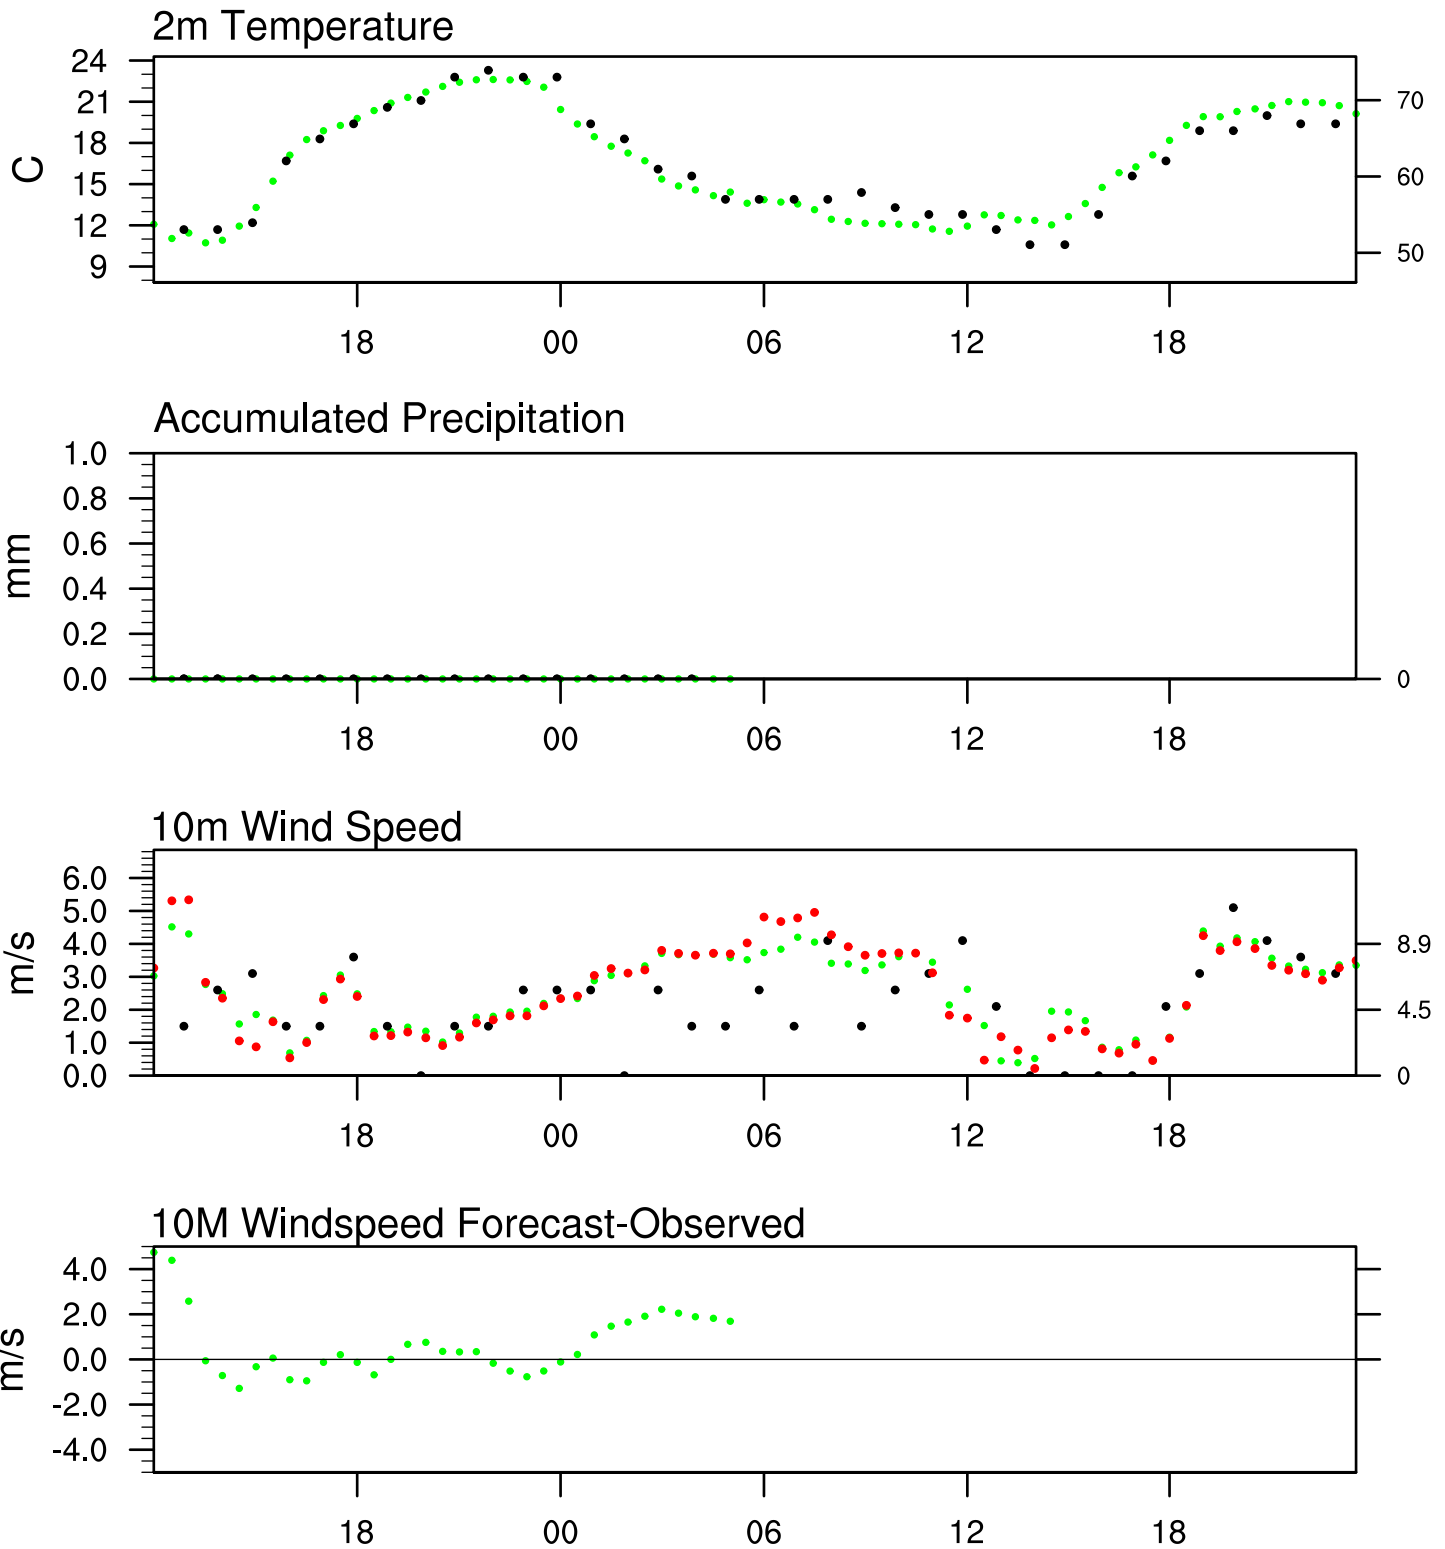 2m Temperature
24
21
18
15
12
9
C
70
60
50
18 00 06 12 18
Accumulated Precipitation
1.0
0.8
0.6
0.4
0.2
0.0
mm
0
18 00 06 12 18
10m Wind Speed
6.0
5.0
4.0
3.0
2.0
1.0
0.0
m/s
8.9
4.5
0
18 00 06 12 18
10M Windspeed Forecast-Observed
4.0
2.0
0.0
-2.0
-4.0
m/s
18 00 06 12 18